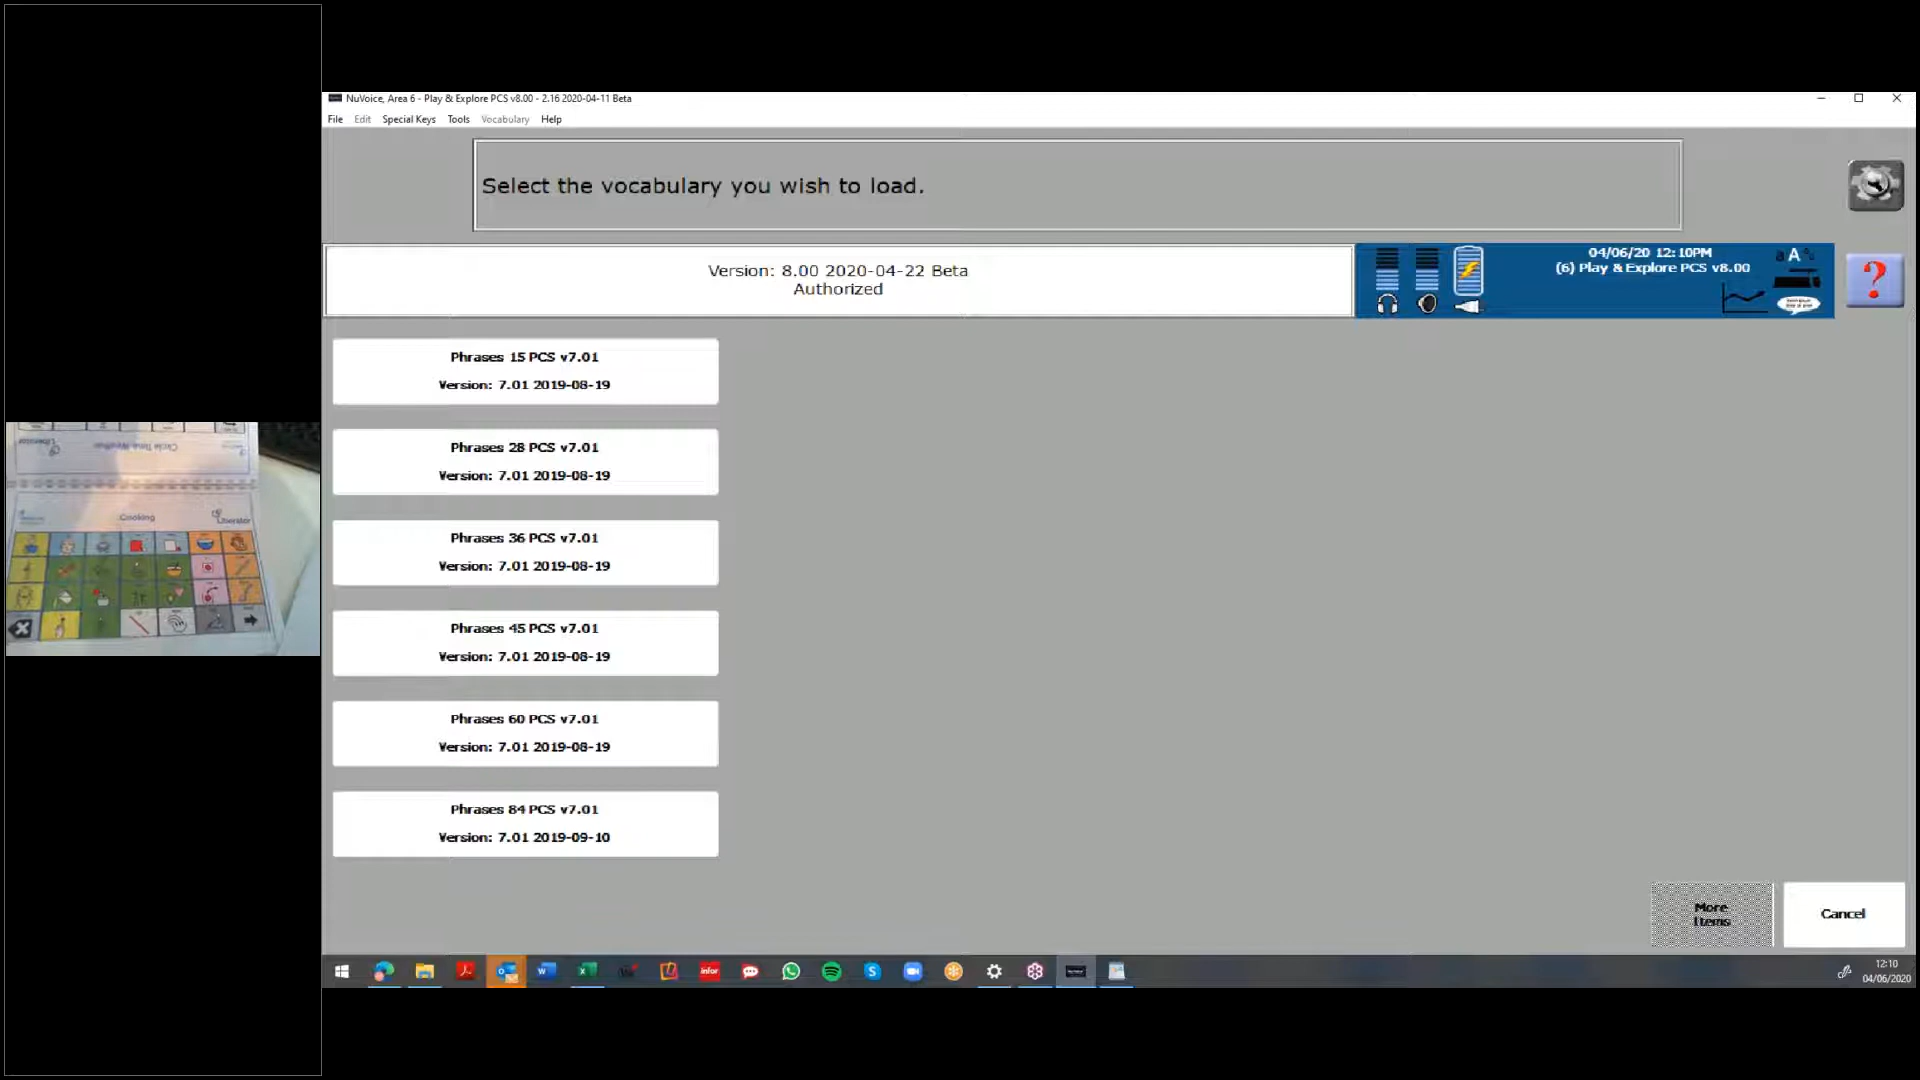 NuVoice, Area 6 - Play & Explore PCS v8.00 - 2.16 2020-04-11 Beta
File Edit Special Keys Tools Vocabulary Help
Select the vocabulary you wish to load.
Version: 8.00 2020-04-22 Beta
Authorized
04/06/20 12:10PM
(6) Play & Explore PCS v8.00
Phrases 15 PCS v7.01
Version: 7.01 2019-08-19
Phrases 28 PCS v7.01
Version: 7.01 2019-08-19
Phrases 36 PCS v7.01
Version: 7.01 2019-08-19
Phrases 45 PCS v7.01
Version: 7.01 2019-08-19
Phrases 60 PCS v7.01
Version: 7.01 2019-08-19
Phrases 84 PCS v7.01
Version: 7.01 2019-09-10
More
Items
Cancel
Circle Time Weather
Cooking
Liberator
infor
12:10
04/06/2020